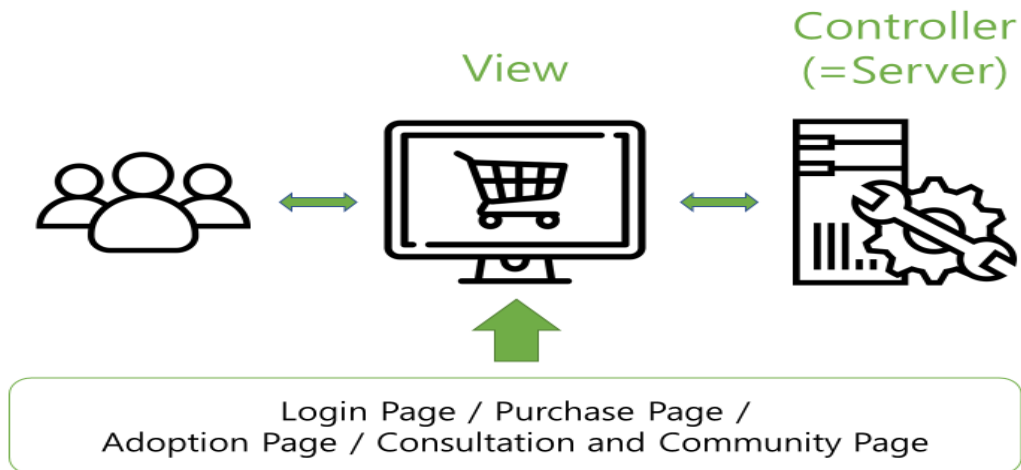 View
Controller
(=Server)
Login Page / Purchase Page /
Adoption Page / Consultation and Community Page